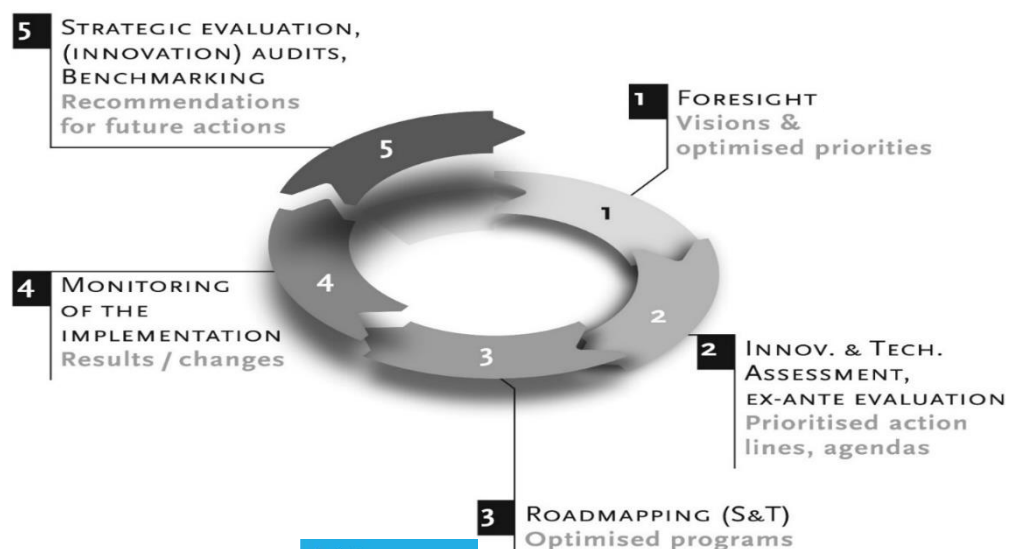 5 STRATEGIC EVALUATION,
(INNOVATION) AUDITS,
BENCHMARKING
Recommendations
for future actions
1 FORESIGHT
Visions &
optimised priorities
5
1
4
2
3
4 MONITORING
OF THE
IMPLEMENTATION
Results / changes
2 INNOV. & TECH.
ASSESSMENT,
EX-ANTE EVALUATION
Prioritised action
lines, agendas
3 ROADMAPPING (S&T)
Optimised programs